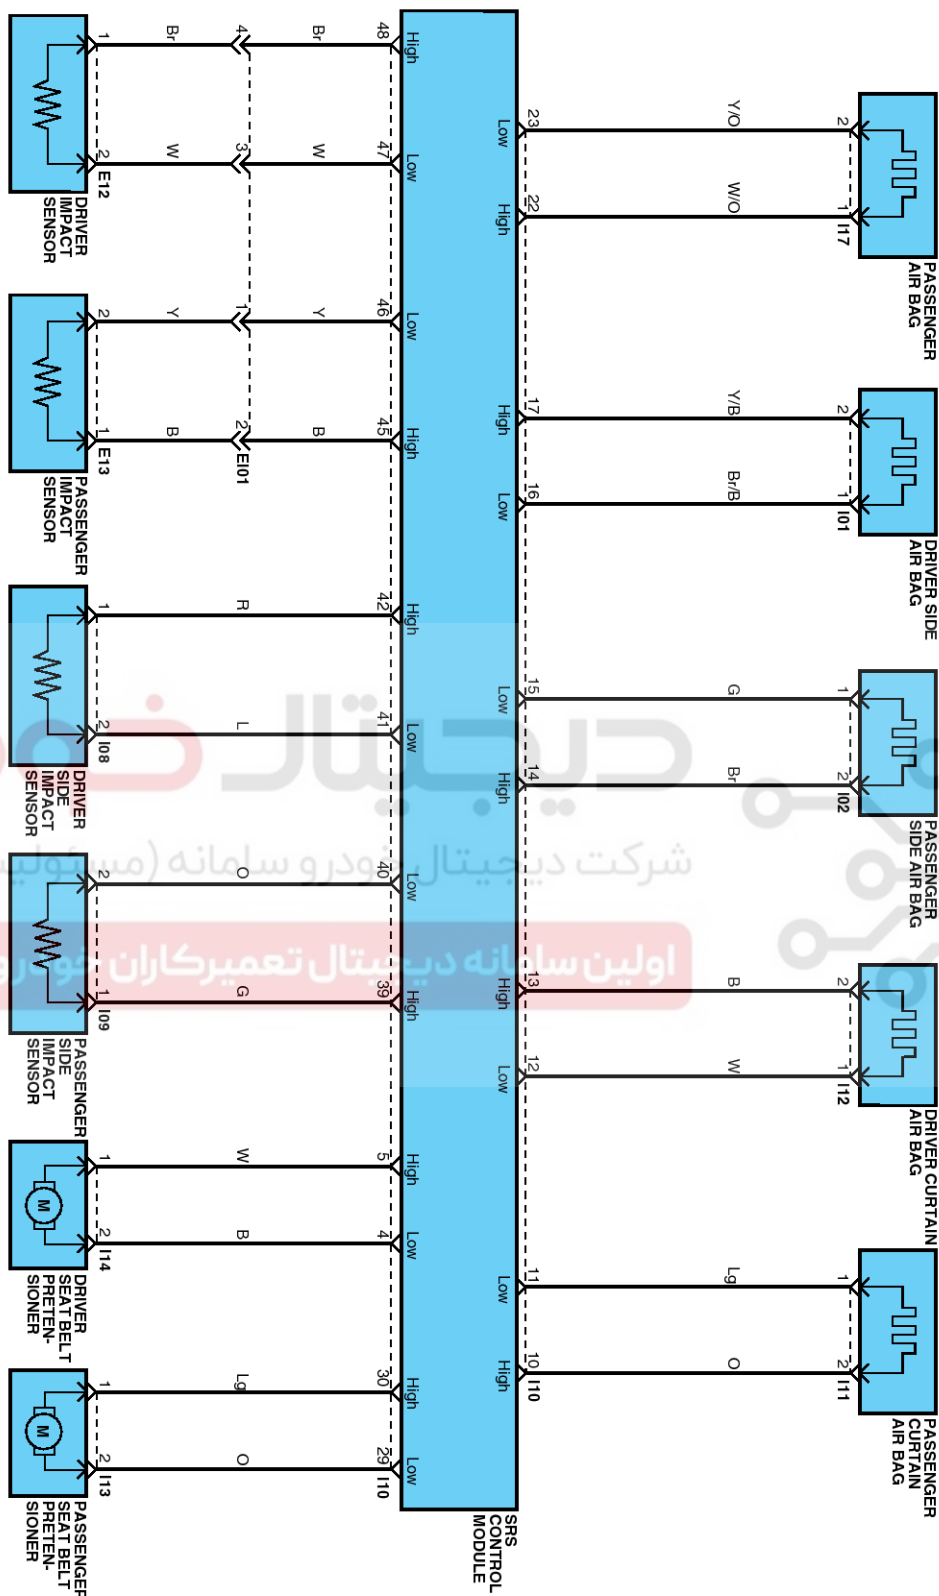 PASSENGER
AIR BAG
2
1
I17
Y/O
W/O
23
22
Low
High
DRIVER SIDE
AIR BAG
2
1
I01
Y/B
Br/B
17
16
High
Low
PASSENGER
SIDE AIR BAG
1
2
I02
G
Br
15
14
Low
High
DRIVER CURTAIN
AIR BAG
2
1
I12
B
W
13
12
High
Low
PASSENGER
CURTAIN
AIR BAG
1
2
I11
Lg
O
11
10
I10
Low
High
SRS
CONTROL
MODULE
High
Low
48
47
Br
W
4
3
Br
W
1
2
E12
DRIVER
IMPACT
SENSOR
Low
High
46
45
Y
B
1
2
EI01
Y
B
2
1
E13
PASSENGER
IMPACT
SENSOR
High
Low
42
41
R
L
1
2
I08
DRIVER
SIDE
IMPACT
SENSOR
Low
High
40
39
O
G
2
1
I09
PASSENGER
SIDE
IMPACT
SENSOR
High
Low
5
4
W
B
1
2
I14
DRIVER
SEAT BELT
PRETEN-
SIONER
M
High
Low
30
29
I10
Lg
O
1
2
I13
PASSENGER
SEAT BELT
PRETEN-
SIONER
M
دیجیتال خودرو
شرکت دیجیتال خودرو سامانه (مسئولیت
اولین سامانه دیجیتال تعمیرکاران خودرو